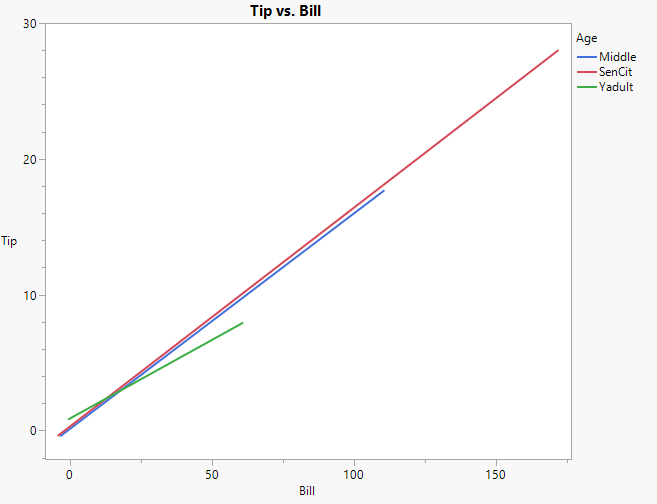 Tip vs. Bill
30
20
10
0
Tip
0 50 100 150
Bill
Age
Middle
SenCit
Yadult